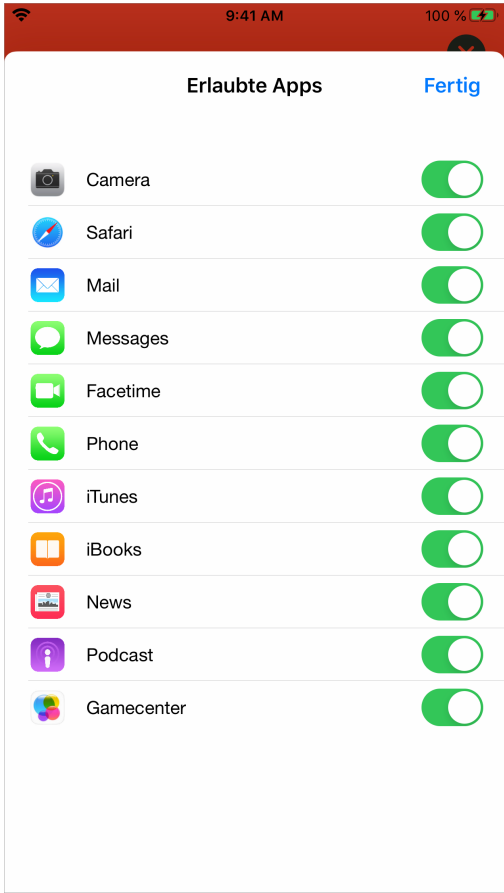 9:41 AM 100 %
Erlaubte Apps Fertig
Camera
Safari
Mail
Messages
Facetime
Phone
iTunes
iBooks
News
Podcast
Gamecenter